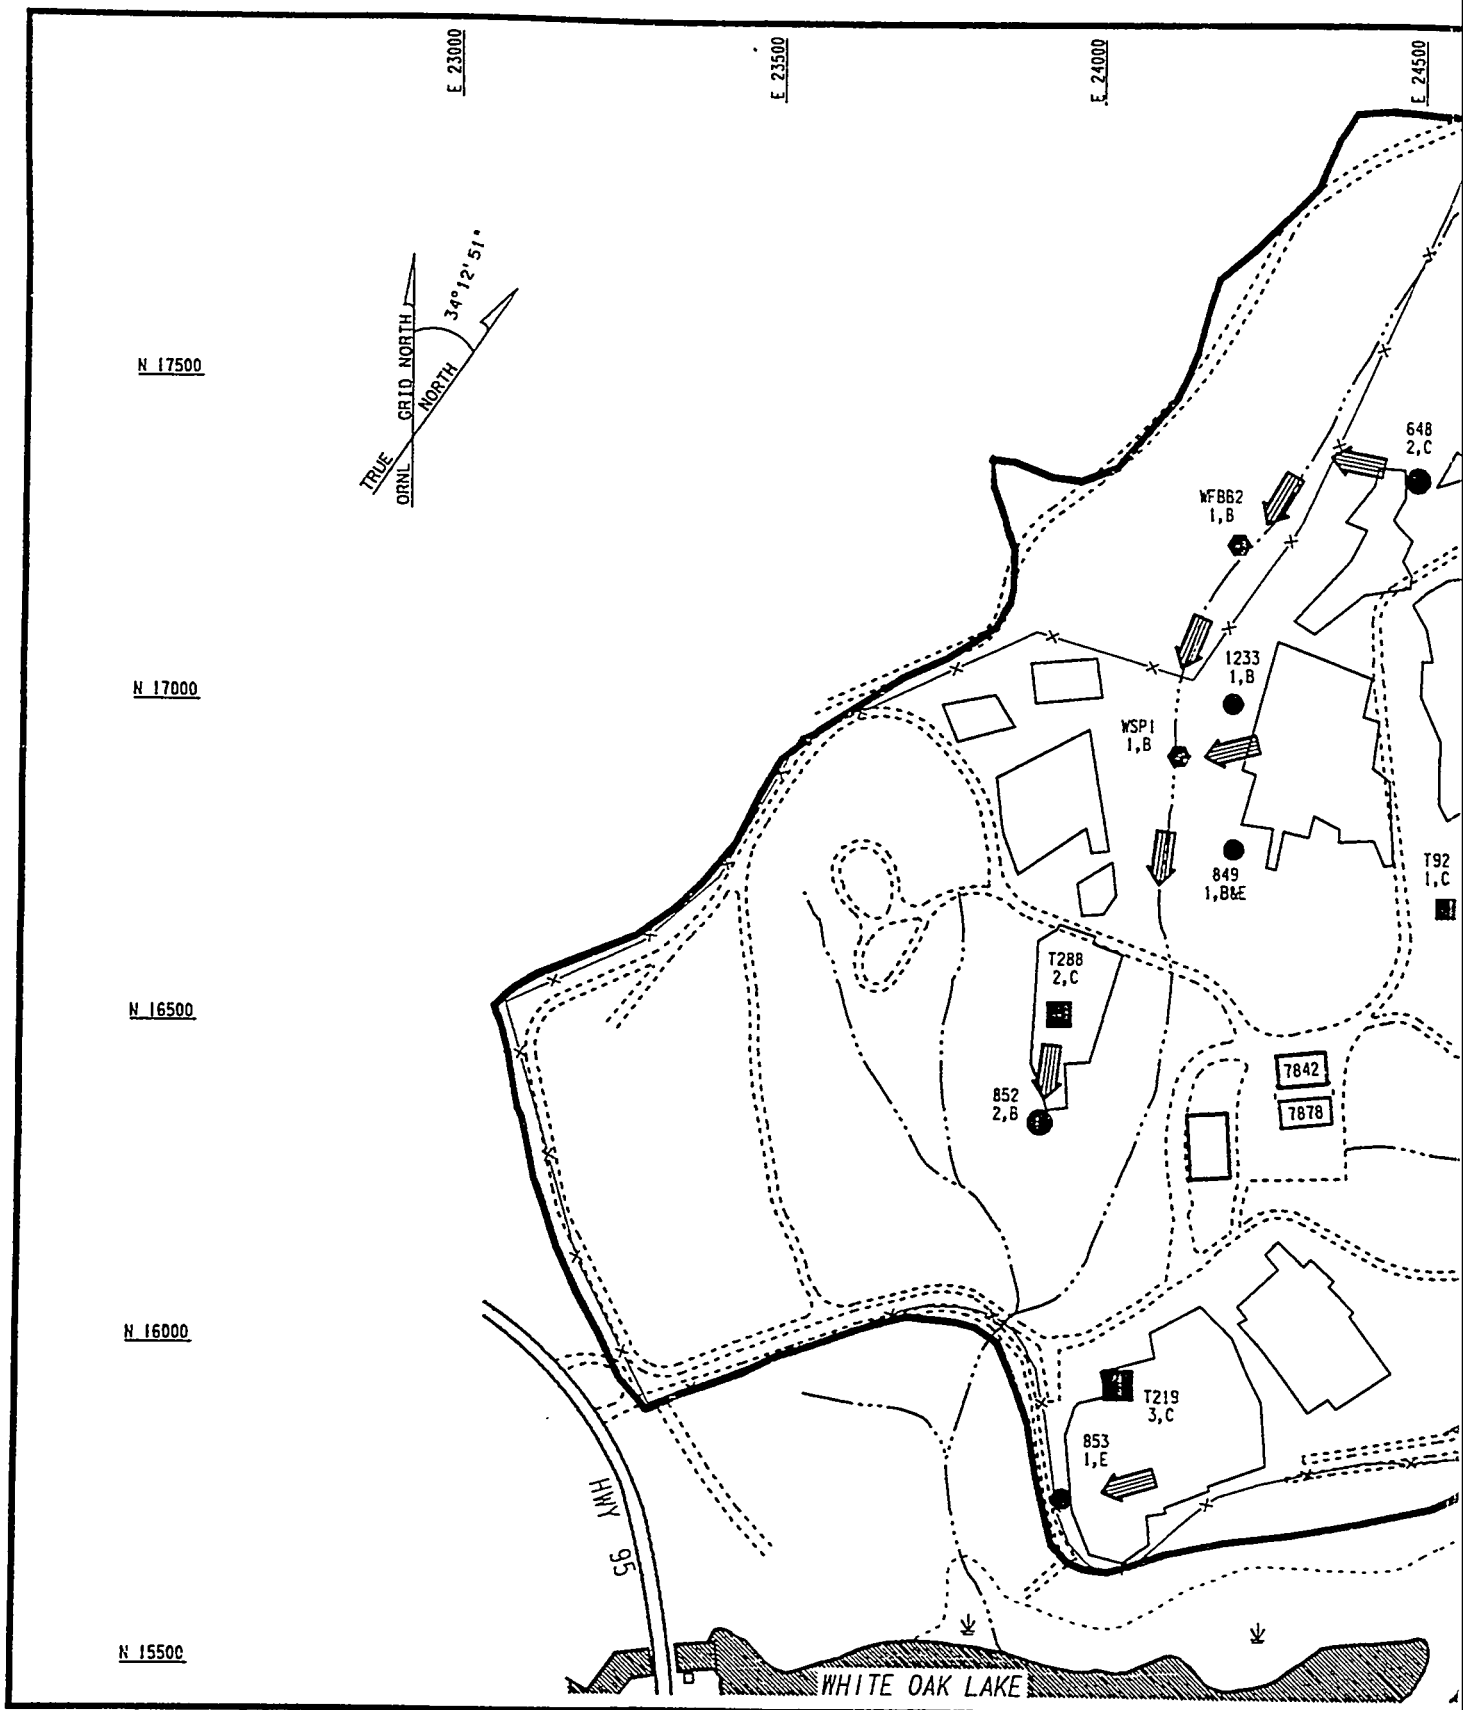 E 23000
E 23500
E 24000
E 24500
34°12'51"
ORNL GRID NORTH
TRUE NORTH
N 17500
648
2,C
WFBB2
1,B
1233
1,B
N 17000
WSP1
1,B
849
1,B&E
T92
1,C
T288
2,C
N 16500
7842
852
2,B
7878
N 16000
T219
3,C
853
1,E
HWY 95
N 15500
WHITE OAK LAKE